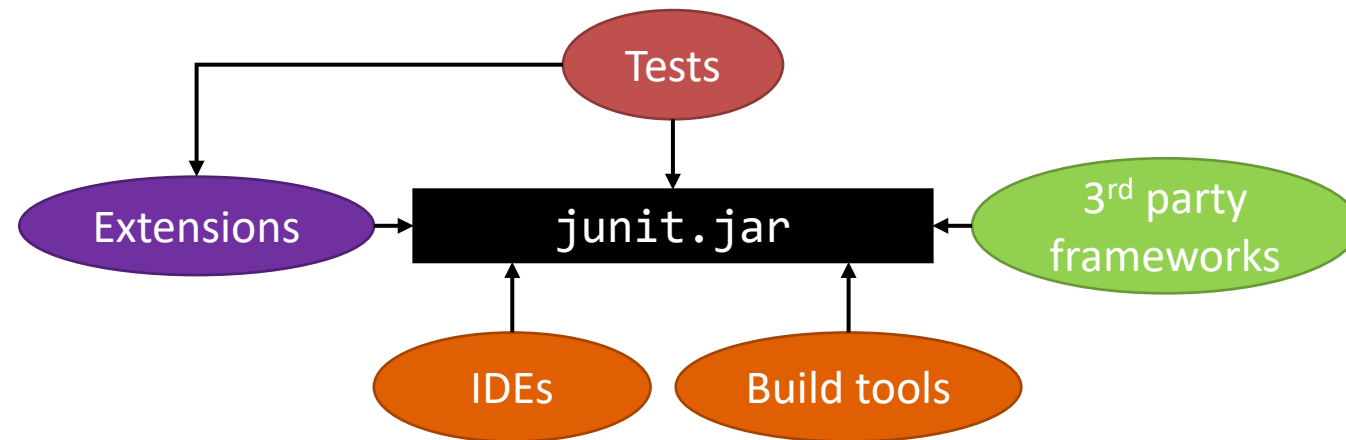 Tests
Extensions
junit.jar
3rd party
frameworks
IDEs
Build tools